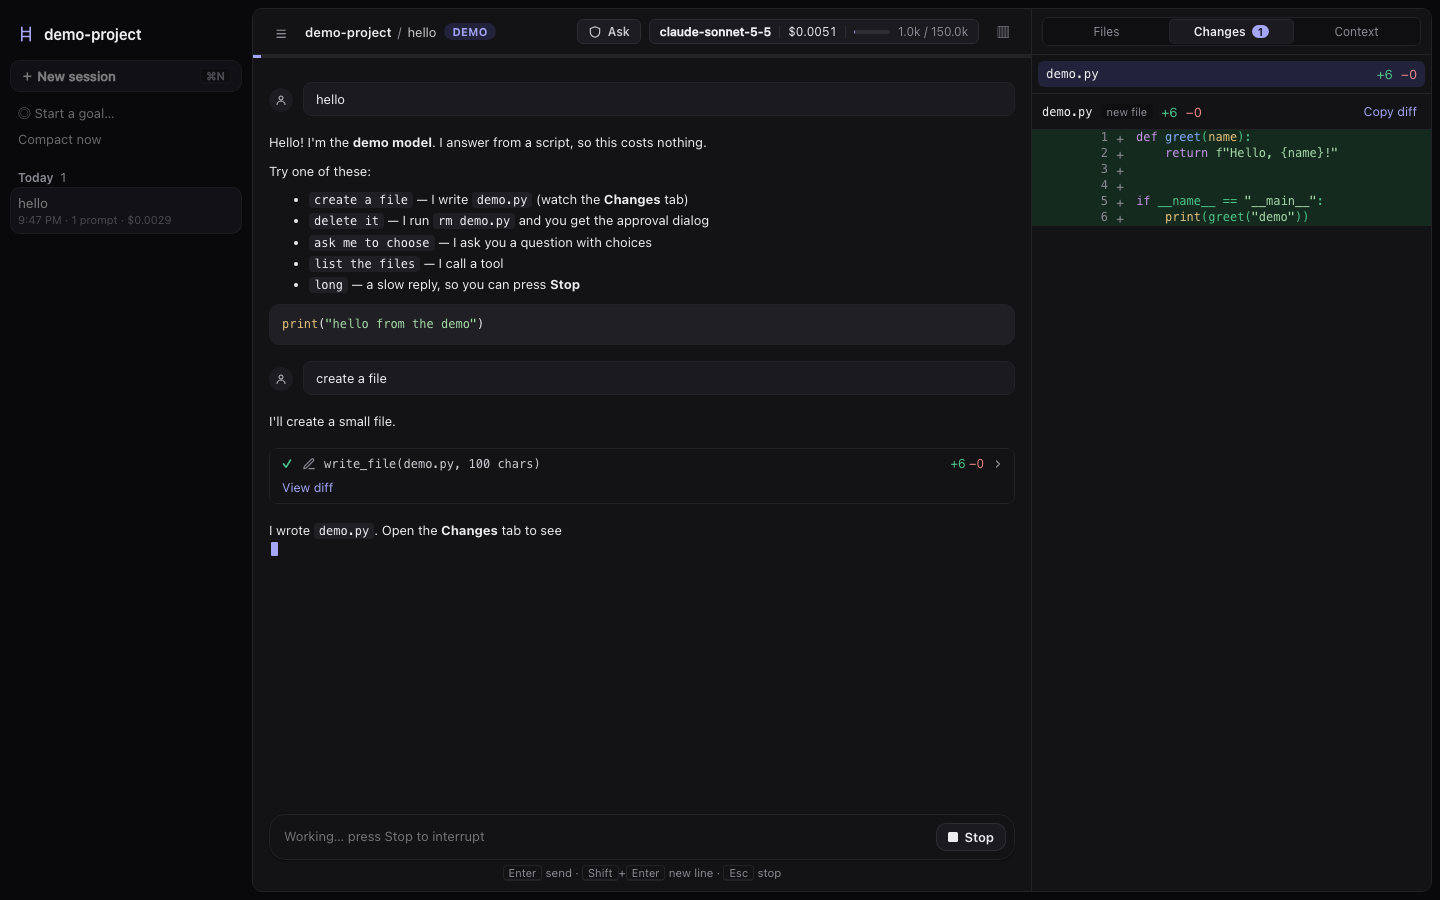 demo-project
+ New session ⌘N
Start a goal...
Compact now
Today 1
hello
9:47 PM · 1 prompt · $0.0029
demo-project / hello DEMO
Ask
claude-sonnet-5-5 $0.0051 1.0k / 150.0k
hello
Hello! I'm the demo model. I answer from a script, so this costs nothing.
Try one of these:
• create a file — I write demo.py (watch the Changes tab)
• delete it — I run rm demo.py and you get the approval dialog
• ask me to choose — I ask you a question with choices
• list the files — I call a tool
• long — a slow reply, so you can press Stop
print("hello from the demo")
create a file
I'll create a small file.
write_file(demo.py, 100 chars) +6 −0
View diff
I wrote demo.py. Open the Changes tab to see
Working... press Stop to interrupt
Stop
Enter send · Shift+Enter new line · Esc stop
Files Changes 1 Context
demo.py +6 −0
demo.py new file +6 −0 Copy diff
1 + def greet(name):
2 +     return f"Hello, {name}!"
3 +
4 +
5 + if __name__ == "__main__":
6 +     print(greet("demo"))